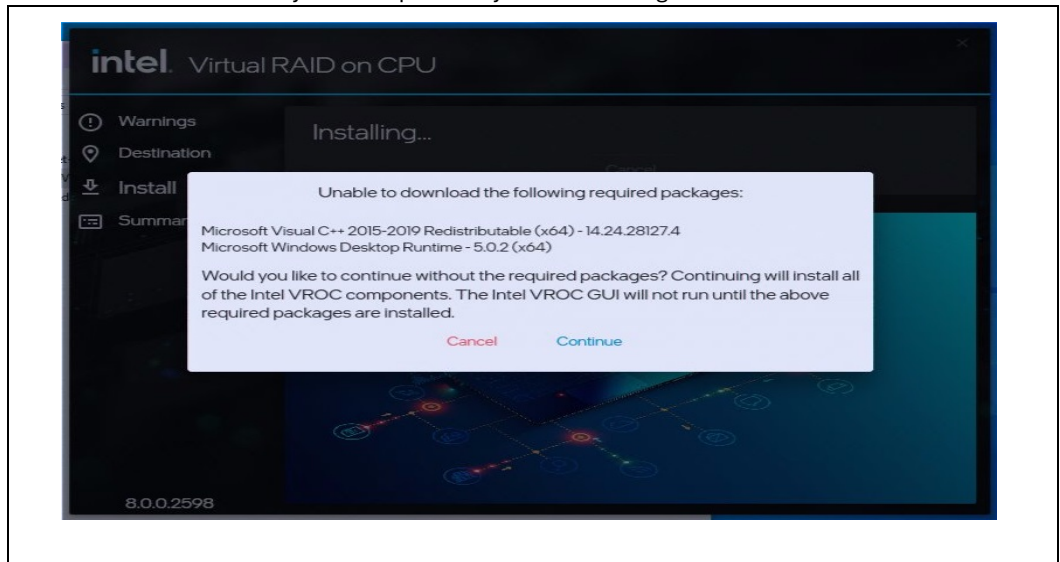 intel. Virtual RAID on CPU
Warnings
Installing...
Destination
Cancel
Install
Unable to download the following required packages:
Summar
Microsoft Visual C++ 2015-2019 Redistributable (x64) - 14.24.28127.4
Microsoft Windows Desktop Runtime - 5.0.2 (x64)
Would you like to continue without the required packages? Continuing will install all
of the Intel VROC components. The Intel VROC GUI will not run until the above
required packages are installed.
Cancel Continue
8.0.0.2598